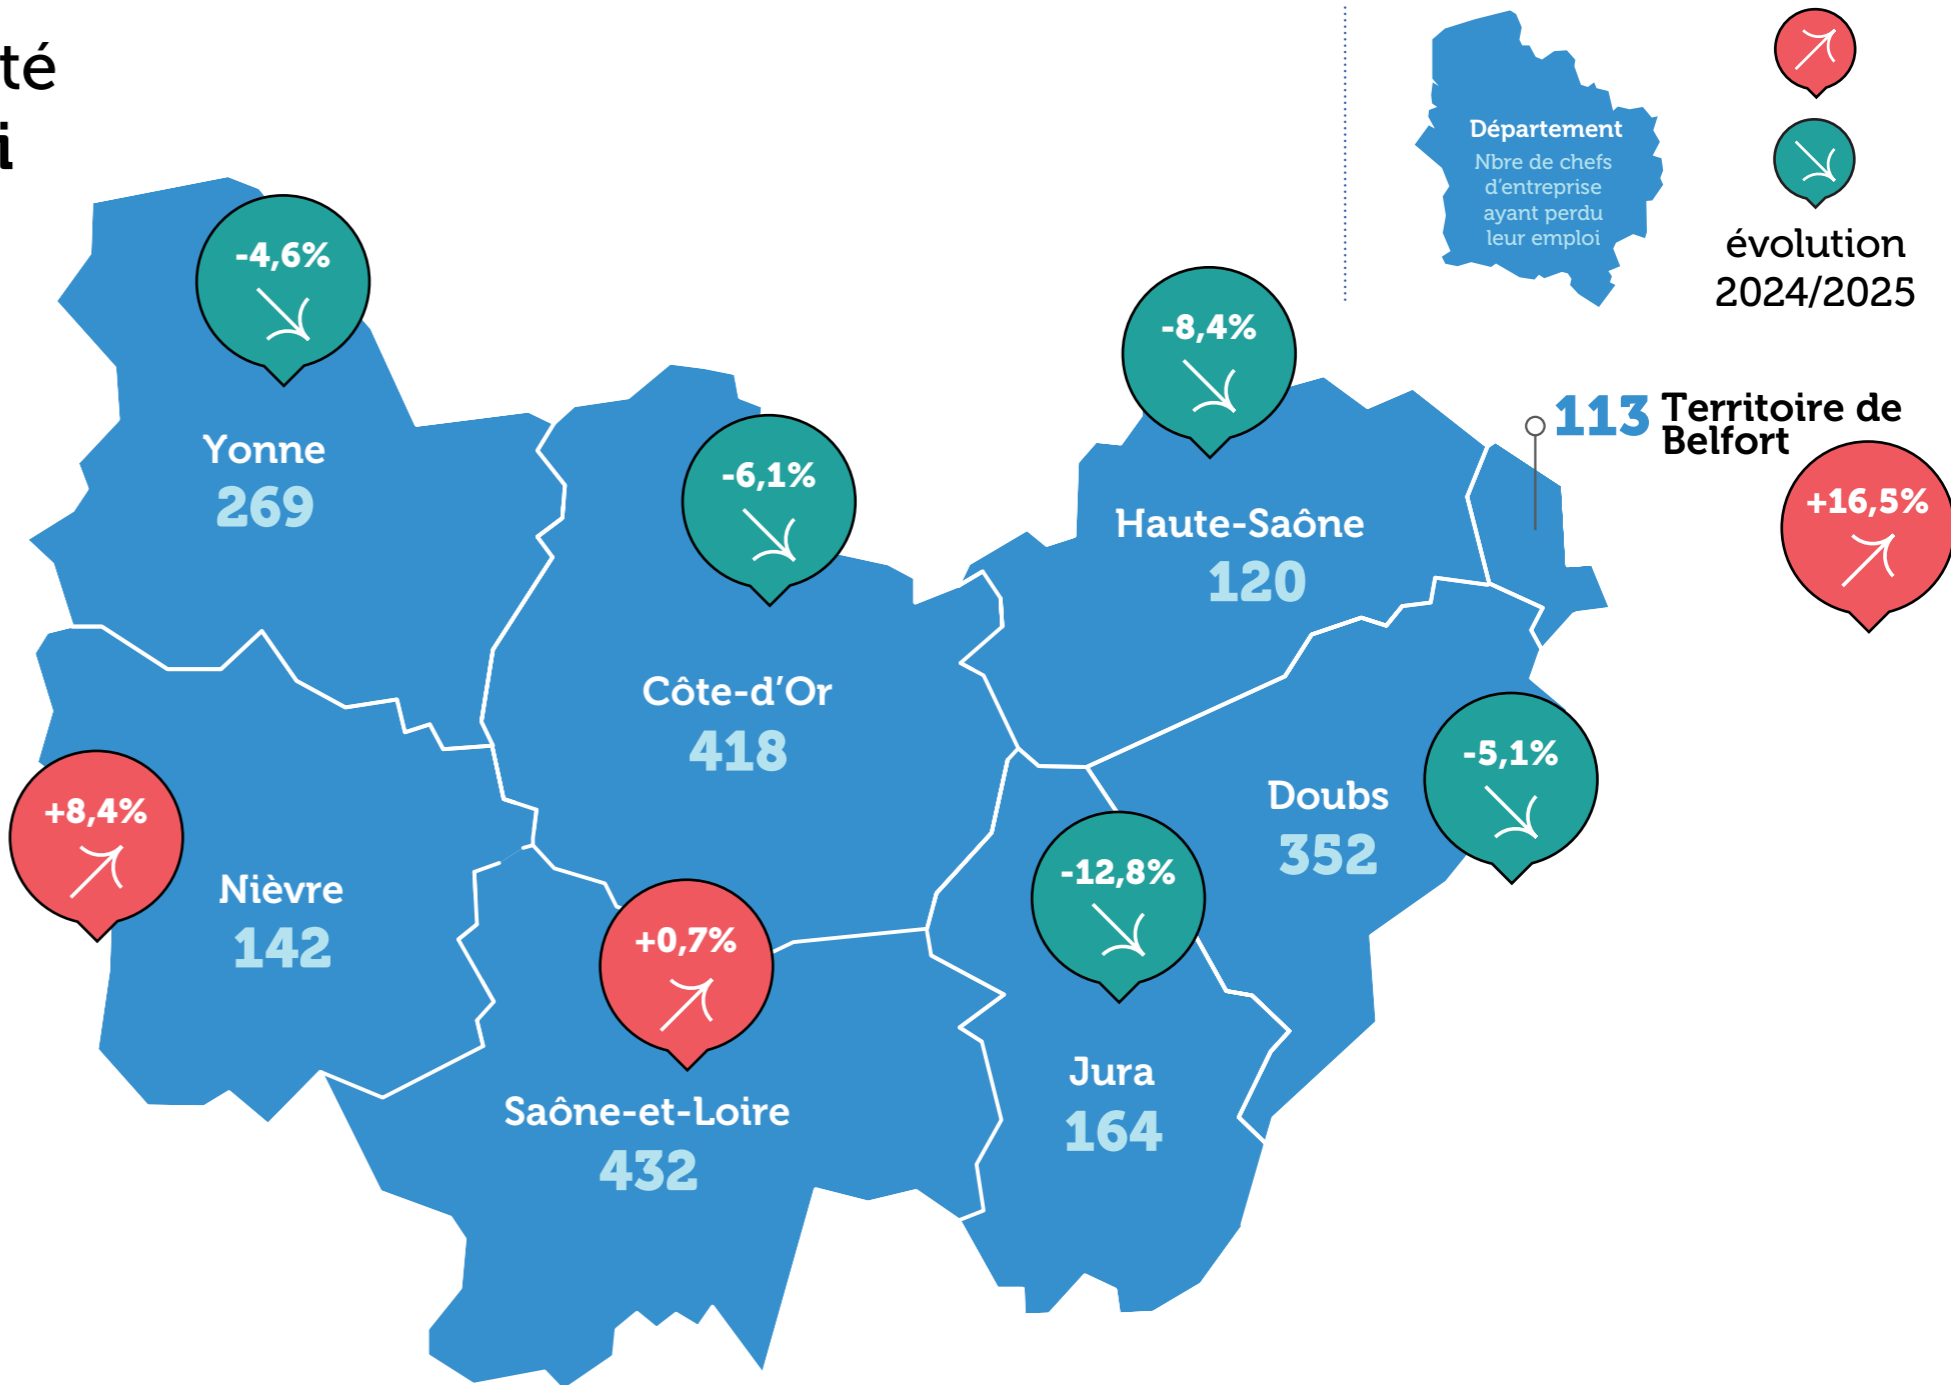 té
i
Département
Nbre de chefs
d'entreprise
ayant perdu
leur emploi
évolution
2024/2025
-4,6%
Yonne
269
-6,1%
Côte-d'Or
418
-8,4%
Haute-Saône
120
113 Territoire de
Belfort
+16,5%
+8,4%
Nièvre
142
+0,7%
Saône-et-Loire
432
-12,8%
Jura
164
-5,1%
Doubs
352